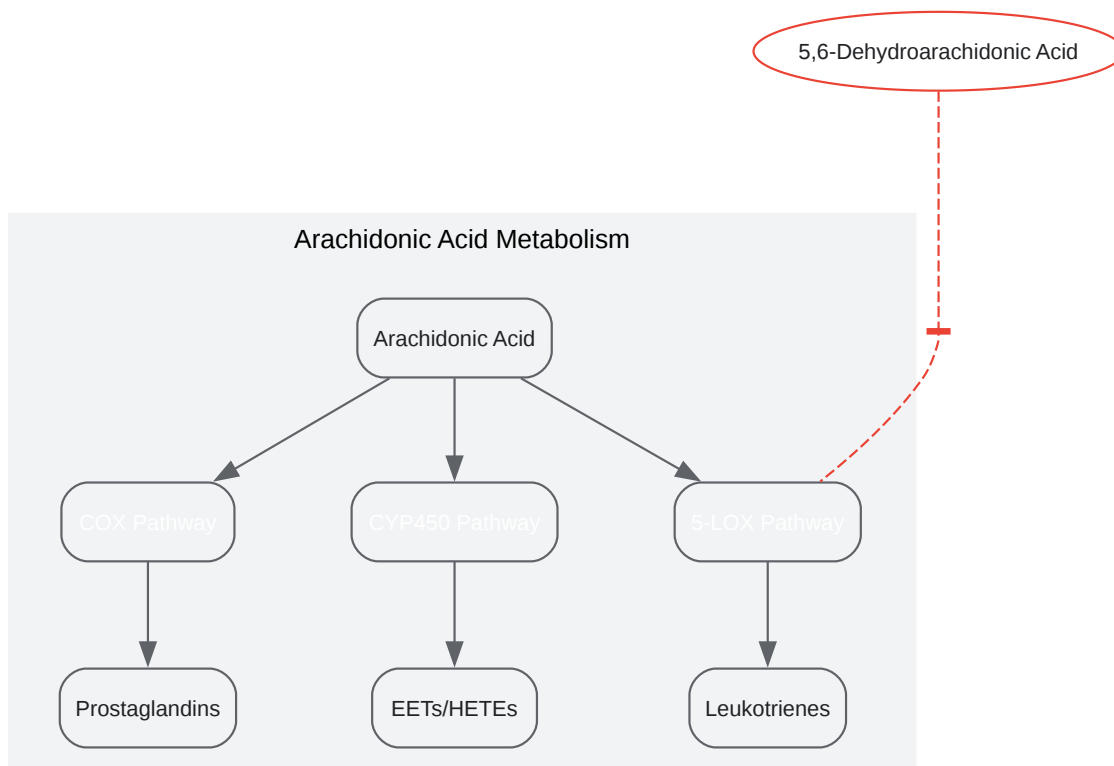 5,6-Dehydroarachidonic Acid
Arachidonic Acid Metabolism
Arachidonic Acid
COX Pathway
CYP450 Pathway
5-LOX Pathway
Prostaglandins
EETs/HETEs
Leukotrienes